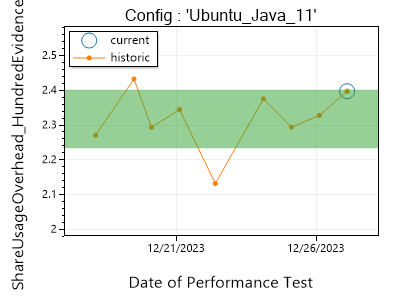 Config : 'Ubuntu_Java_11'
ShareUsageOverhead_HundredEvidence
current
historic
2.5
2.4
2.3
2.2
2.1
2
12/21/2023
12/26/2023
Date of Performance Test